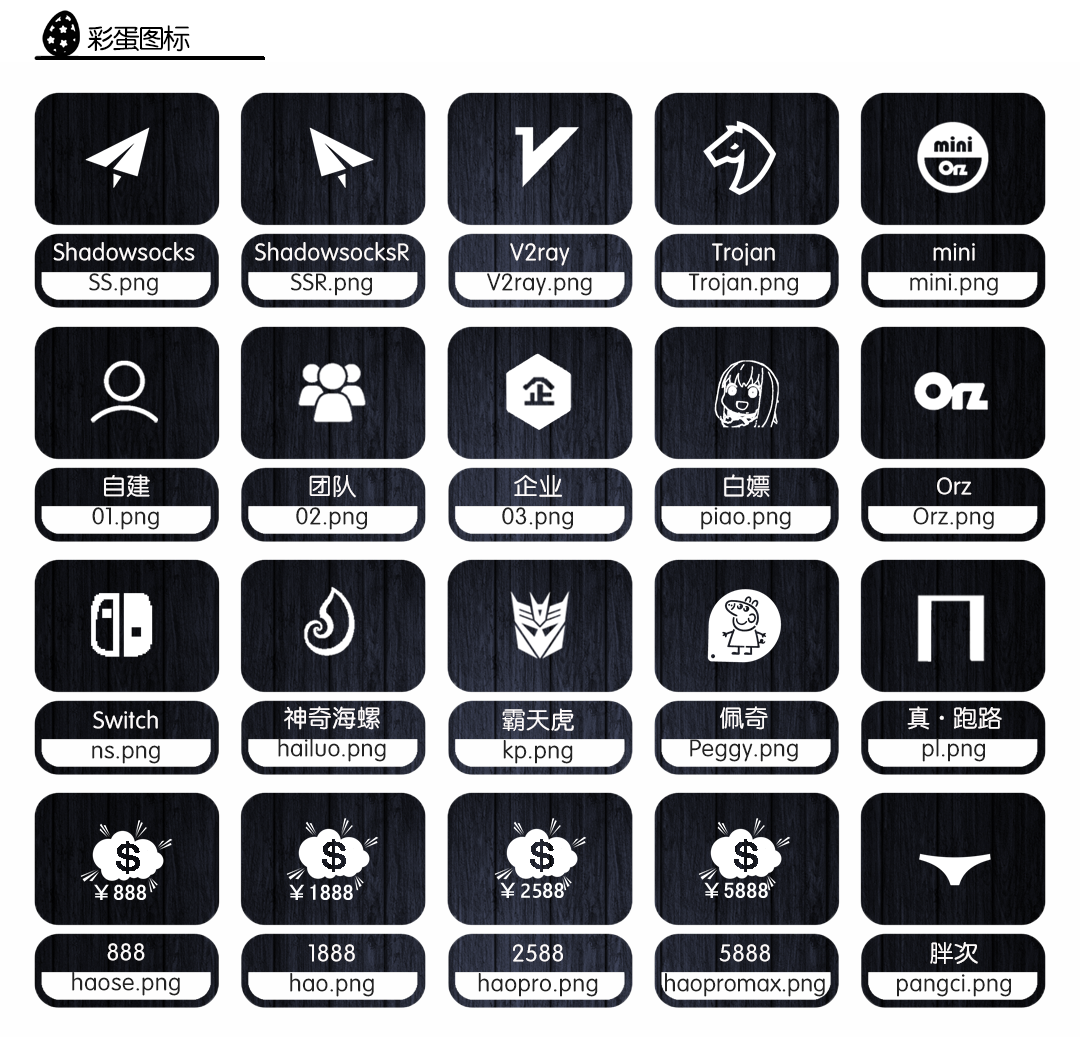 彩蛋图标
mini
Orz
Shadowsocks
SS.png
ShadowsocksR
SSR.png
V2ray
V2ray.png
Trojan
Trojan.png
mini
mini.png
企
Orz
自建
01.png
团队
02.png
企业
03.png
白嫖
piao.png
Orz
Orz.png
Switch
ns.png
神奇海螺
hailuo.png
霸天虎
kp.png
佩奇
Peggy.png
真·跑路
pl.png
$
¥888
$
¥1888
$
¥2588
$
¥5888
888
haose.png
1888
hao.png
2588
haopro.png
5888
haopromax.png
胖次
pangci.png